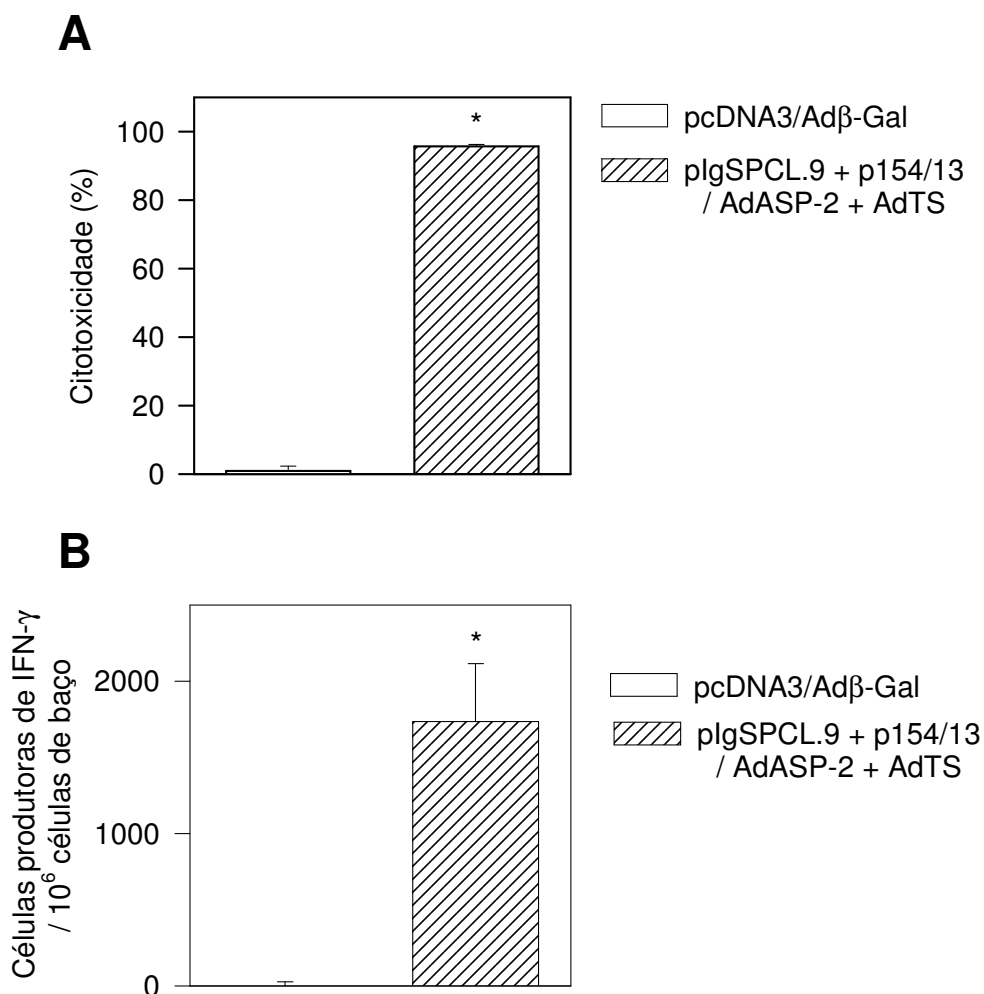 A
Citotoxicidade (%)
100
80
60
40
20
0
*
pcDNA3/Adβ-Gal
pIgSPCL.9 + p154/13
/ AdASP-2 + AdTS
B
Células produtoras de IFN-γ
/ 10⁶ células de baço
2000
1000
0
*
pcDNA3/Adβ-Gal
pIgSPCL.9 + p154/13
/ AdASP-2 + AdTS